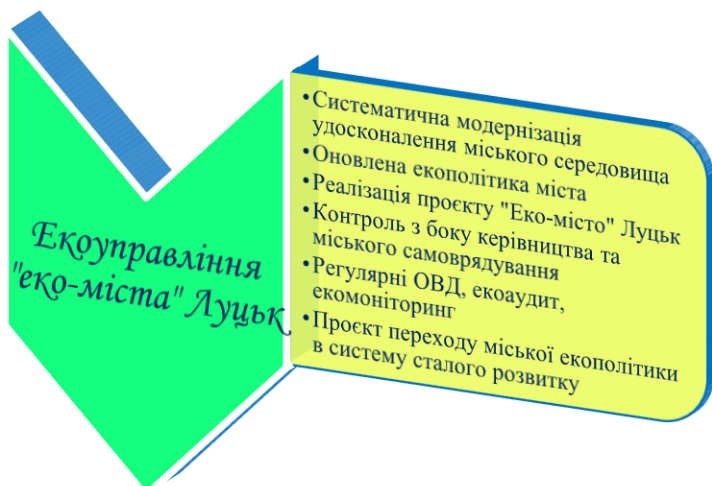 Екоуправління
"еко-міста" Луцьк
•Систематична модернізація
удосконалення міського середовища
•Оновлена екополітика міста
•Реалізація проєкту "Еко-місто" Луцьк
•Контроль з боку керівництва та
міського самоврядування
•Регулярні ОВД, екоаудит,
екомоніторинг
•Проєкт переходу міської екополітики
в систему сталого розвитку